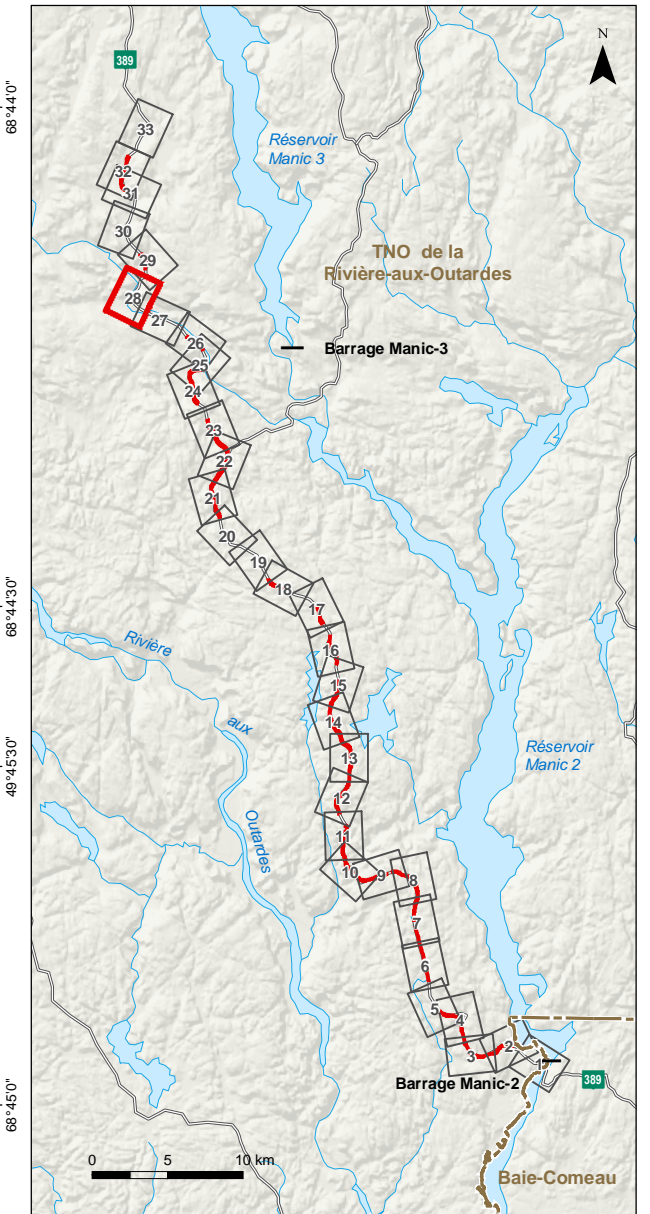 N
389
68°44'0"
33
Réservoir
Manic 3
32
31
30
TNO de la
Rivière-aux-Outardes
29
28
27
26
Barrage Manic-3
25
24
23
22
21
20
19
18
68°44'30"
17
16
Rivière
15
aux
14
49°45'30"
Réservoir
Manic 2
13
12
Outardes
11
10
9
8
7
6
5
4
3
2
1
Barrage Manic-2
389
68°45'0"
0 5 10 km
Baie-Comeau